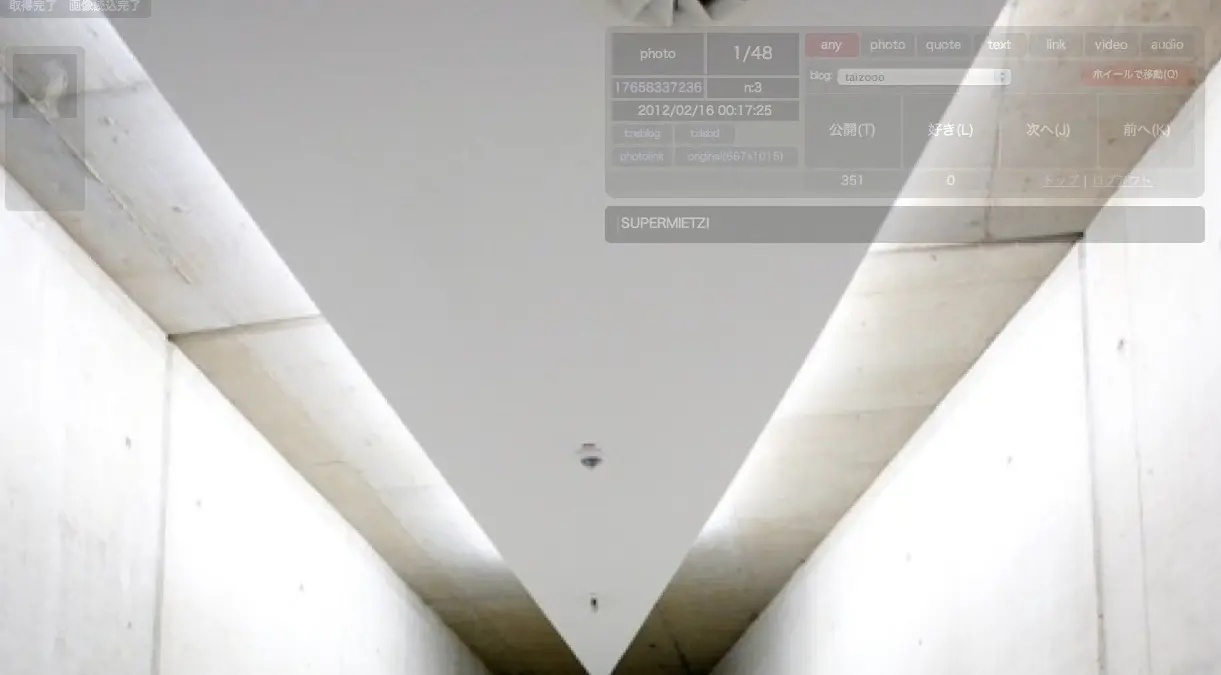 取得完了 画像読込完了
photo 1/48
17658337236 n:3
2012/02/16 00:17:25
photolink original(667x1015)
any photo quote text link video audio
blog: taizooo ホイールで移動(Q)
公開(T) 好き(L) 次へ(J) 前へ(K)
351 0 トップ | ログアウト
SUPERMIETZI